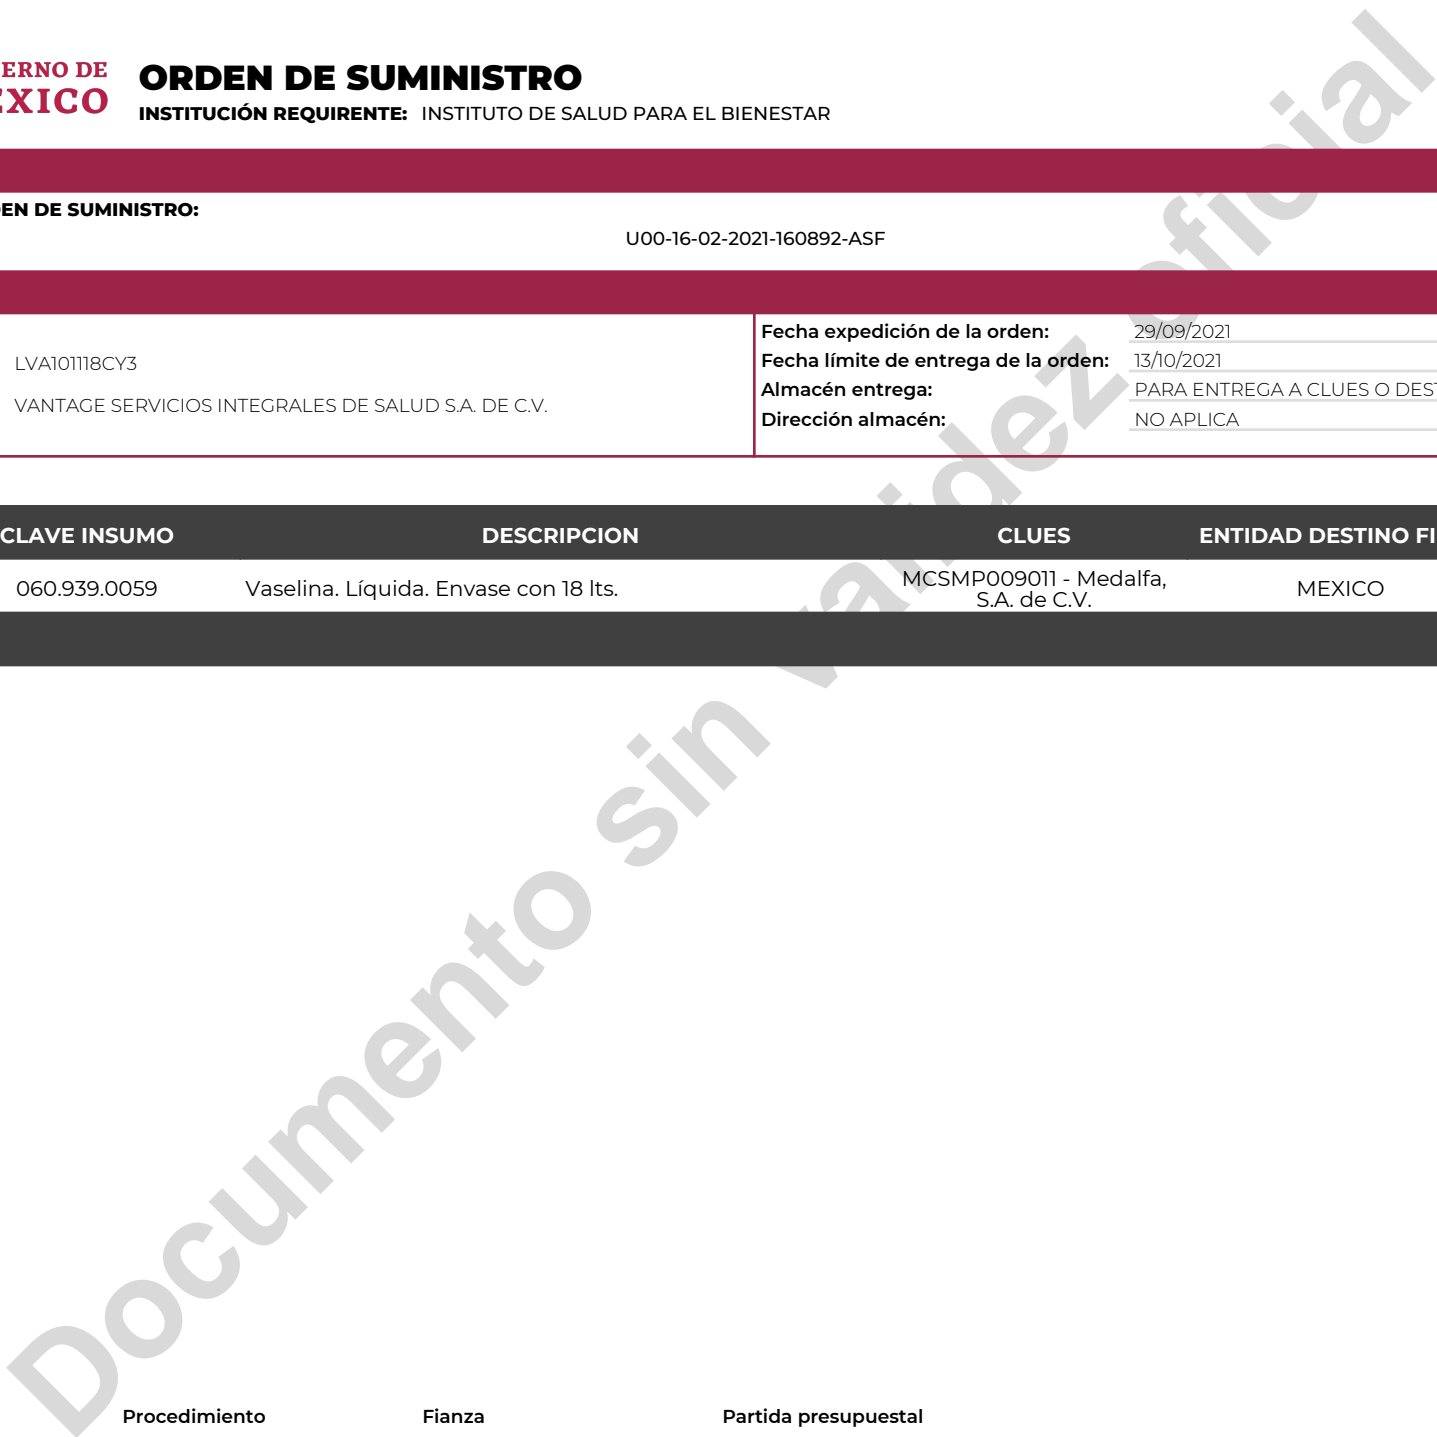 ERNO DE
EXICO
ORDEN DE SUMINISTRO
INSTITUCIÓN REQUIRENTE: INSTITUTO DE SALUD PARA EL BIENESTAR
EN DE SUMINISTRO:
U00-16-02-2021-160892-ASF
LVA101118CY3
VANTAGE SERVICIOS INTEGRALES DE SALUD S.A. DE C.V.
Fecha expedición de la orden: 29/09/2021
Fecha límite de entrega de la orden: 13/10/2021
Almacén entrega: PARA ENTREGA A CLUES O DEST
Dirección almacén: NO APLICA
CLAVE INSUMO DESCRIPCION CLUES ENTIDAD DESTINO FI
060.939.0059 Vaselina. Líquida. Envase con 18 lts. MCSMP009011 - Medalfa, MEXICO
S.A. de C.V.
Documento sin validez oficial
Procedimiento Fianza Partida presupuestal